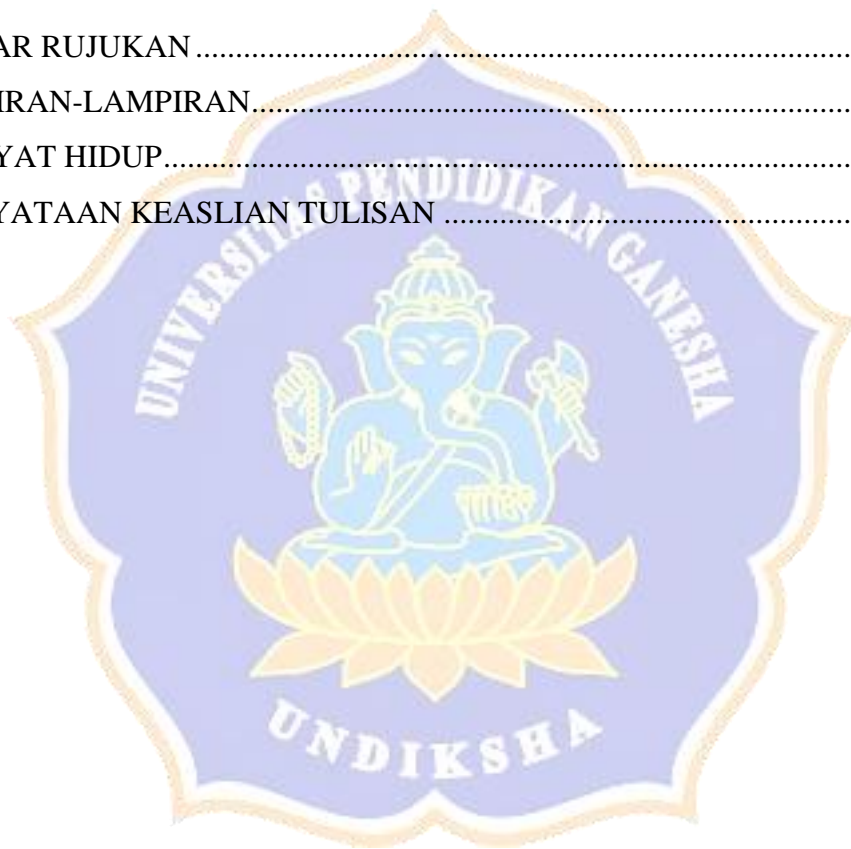 AR RUJUKAN ..................................................................................
IRAN-LAMPIRAN...........................................................................
YAT HIDUP......................................................................................
YATAAN KEASLIAN TULISAN ...................................................
UNIVERSITAS PENDIDIKAN GANESHA
UNDIKSHA